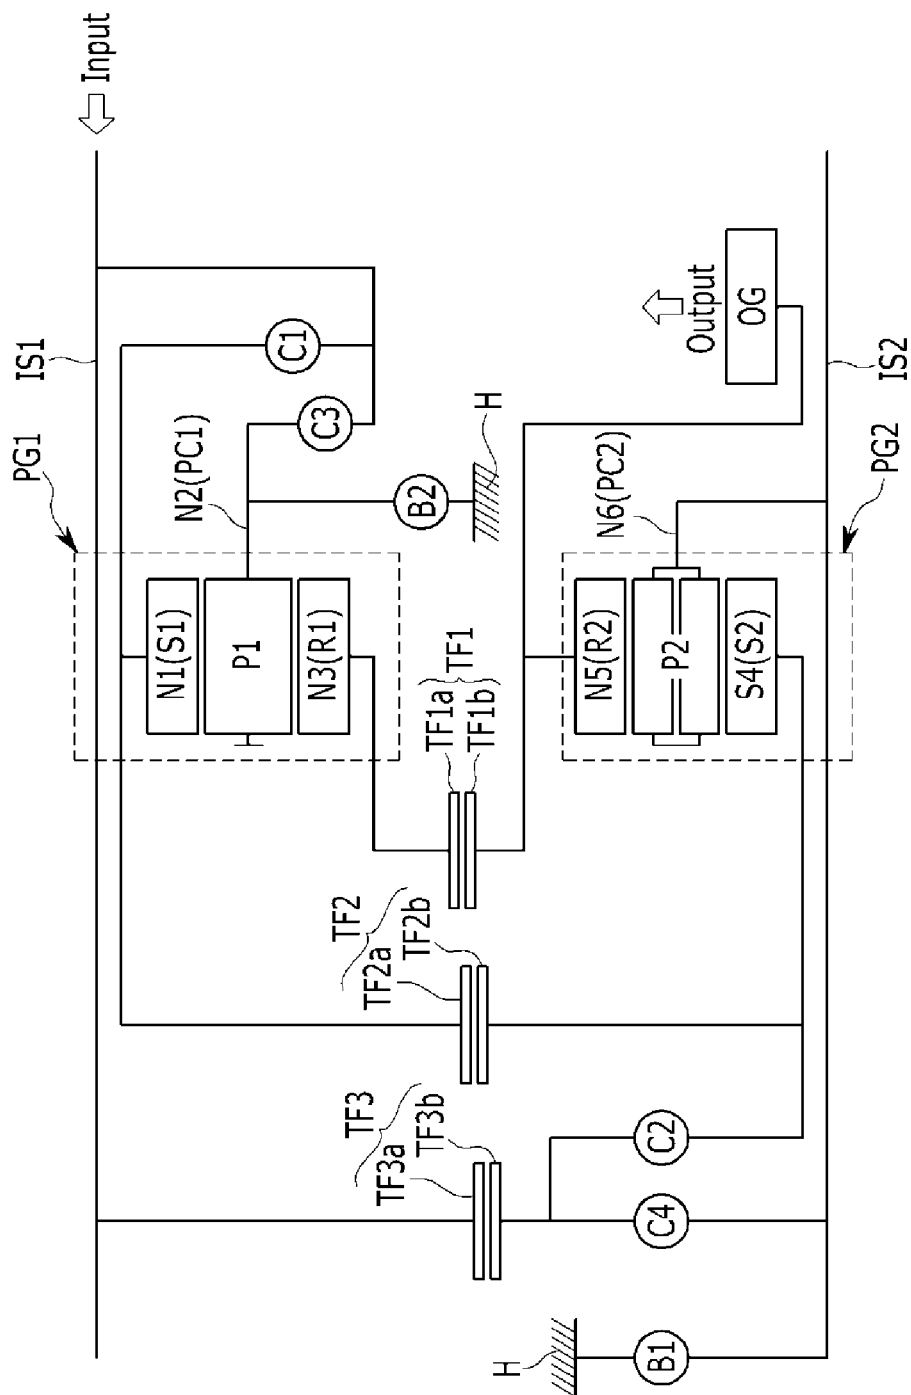 Input
IS1
PG1
C1
C3
N2(PC1)
H
B2
N1(S1)
P1
N3(R1)
TF1
TF1a
TF1b
TF2
TF2a
TF2b
TF3
TF3a
TF3b
Output
OG
IS2
N6(PC2)
PG2
N5(R2)
P2
S4(S2)
C2
C4
H
B1